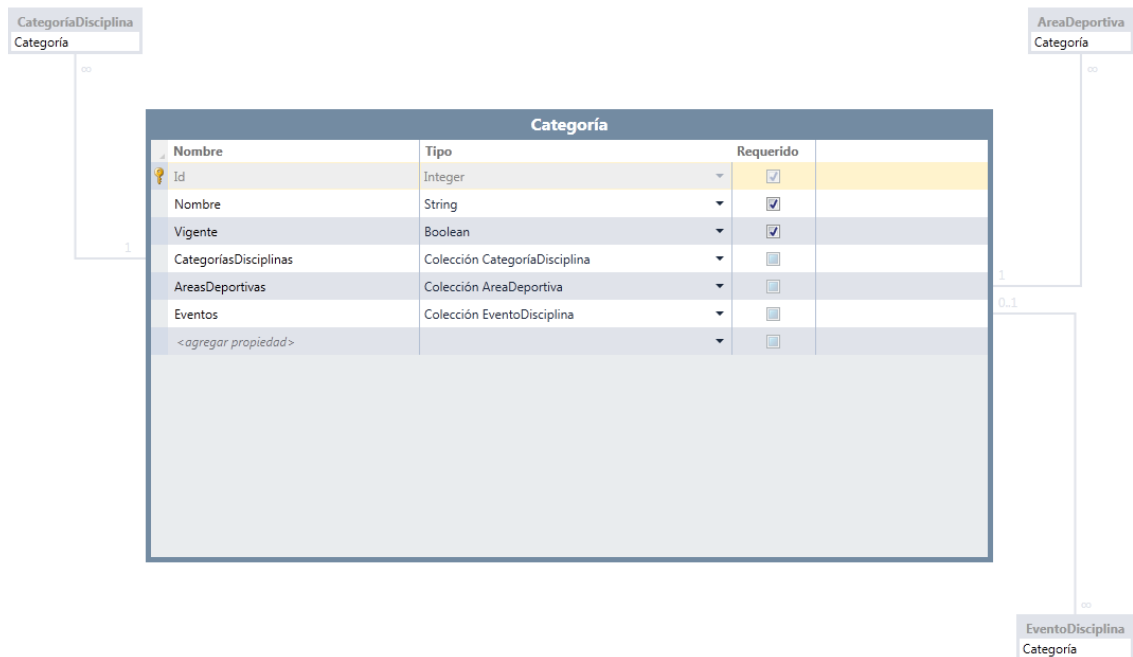 CategoríaDisciplina
Categoría
∞
AreaDeportiva
Categoría
∞
Categoría
Nombre Tipo Requerido
Id Integer
Nombre String
Vigente Boolean
1
CategoríasDisciplinas Colección CategoríaDisciplina
AreasDeportivas Colección AreaDeportiva
1
Eventos Colección EventoDisciplina
0..1
<agregar propiedad>
∞
EventoDisciplina
Categoría